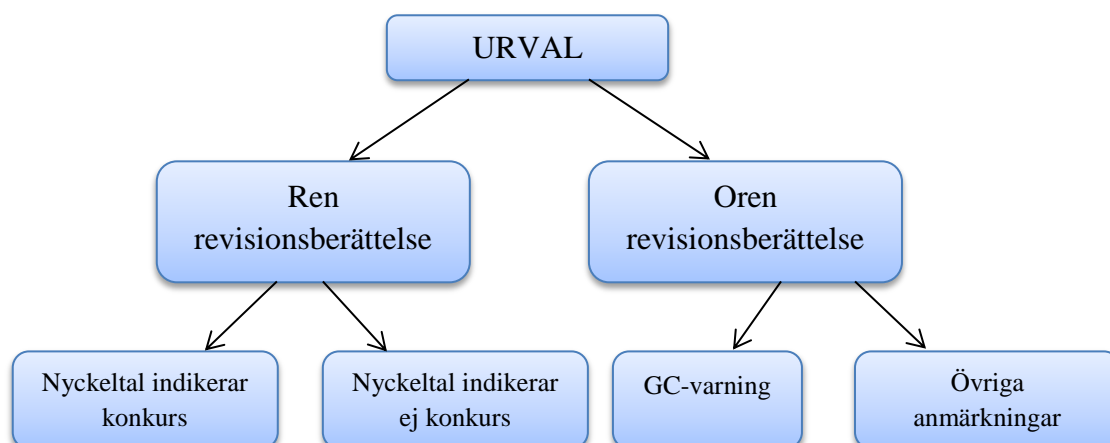 URVAL
Ren
revisionsberättelse
Oren
revisionsberättelse
Nyckeltal indikerar
konkurs
Nyckeltal indikerar
ej konkurs
GC-varning
Övriga
anmärkningar